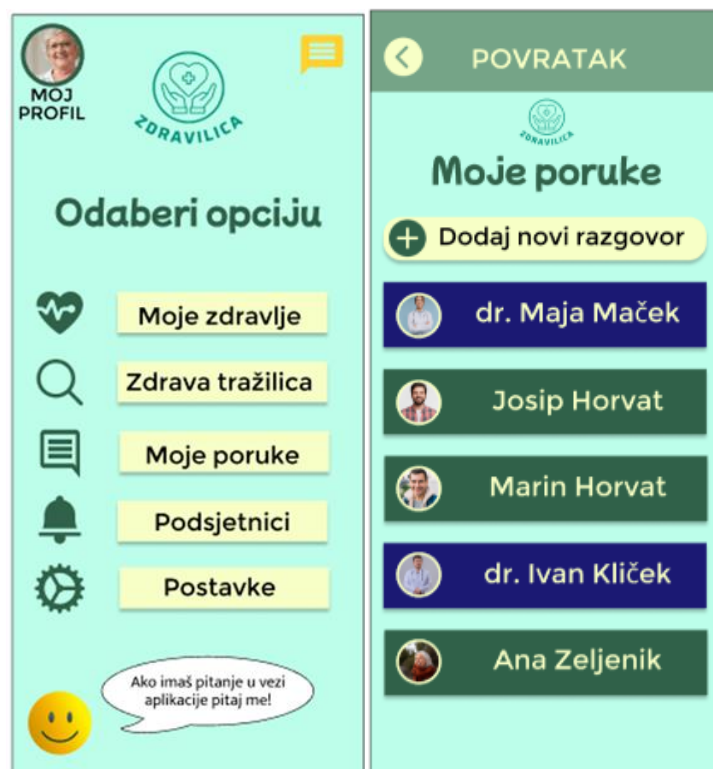 MOJ
PROFIL
ZDRAVILICA
Odaberi opciju
Moje zdravlje
Zdrava tražilica
Moje poruke
Podsjetnici
Postavke
Ako imaš pitanje u vezi
aplikacije pitaj me!
POVRATAK
ZDRAVILICA
Moje poruke
Dodaj novi razgovor
dr. Maja Maček
Josip Horvat
Marin Horvat
dr. Ivan Kliček
Ana Zeljenik